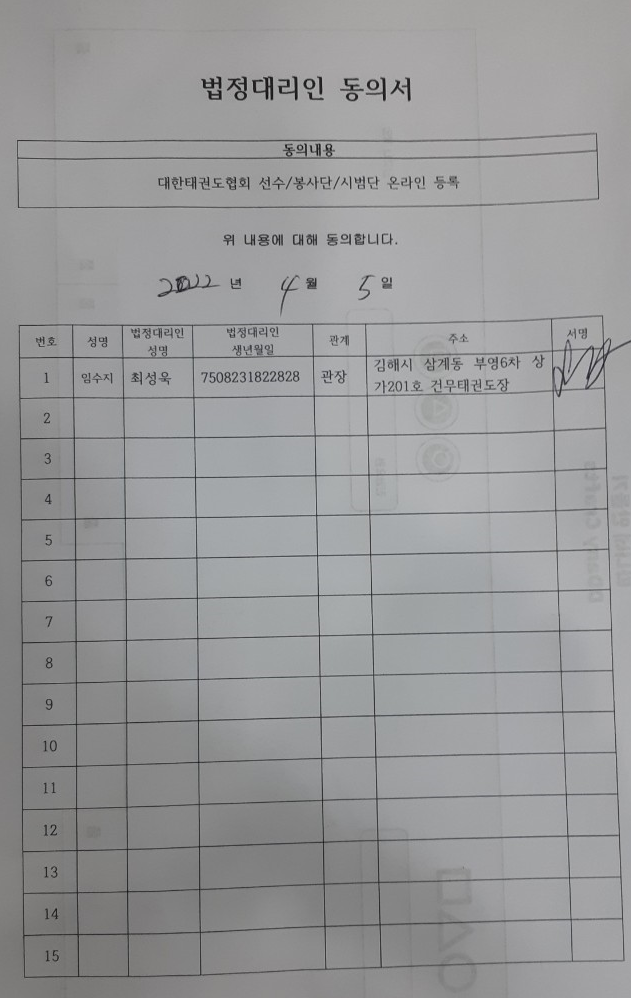 법정대리인 동의서
동의내용
대한태권도협회 선수/봉사단/시범단 온라인 등록
위 내용에 대해 동의합니다.
2022 년 4 월 5 일
번호 성명 법정대리인 성명 법정대리인 생년월일 관계 주소 서명
1 임수지 최성욱 7508231822828 관장 김해시 삼계동 부영6차 상
가201호 건무태권도장
2
3
4
5
6
7
8
9
10
11
12
13
14
15